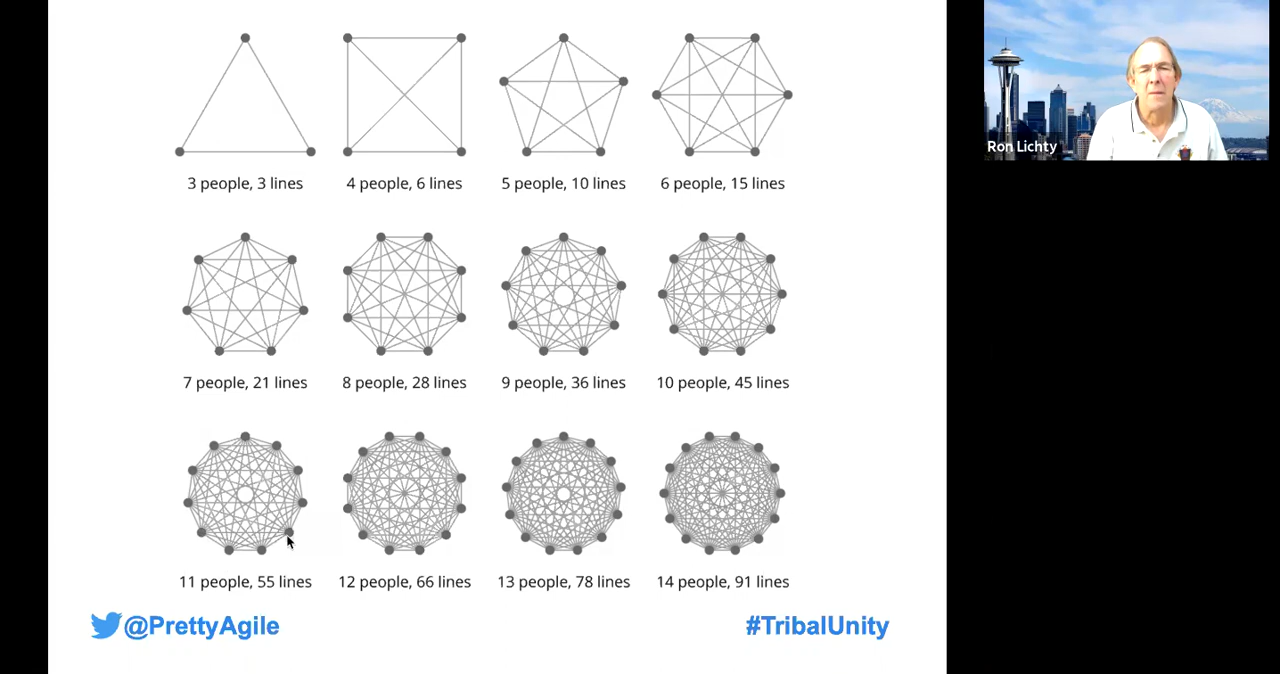 3 people, 3 lines
4 people, 6 lines
5 people, 10 lines
6 people, 15 lines
7 people, 21 lines
8 people, 28 lines
9 people, 36 lines
10 people, 45 lines
11 people, 55 lines
12 people, 66 lines
13 people, 78 lines
14 people, 91 lines
@PrettyAgile
#TribalUnity
Ron Lichty